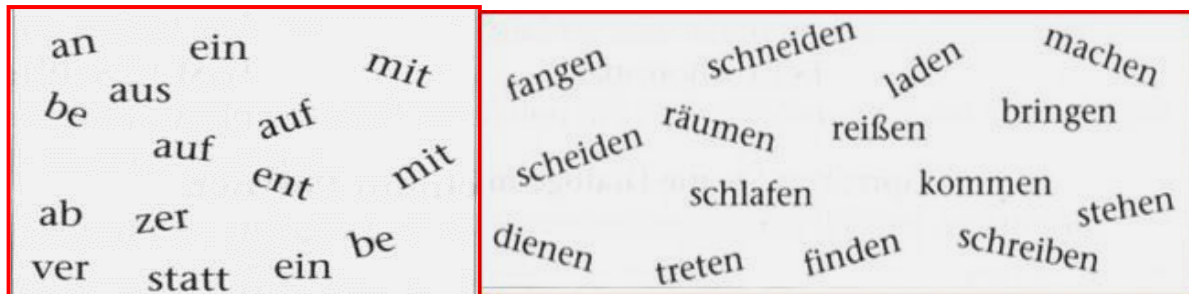 an
ein
mit
be
aus
auf
auf
ent
mit
ab
zer
be
ver
statt
ein
fangen
schneiden
laden
machen
räumen
reißen
bringen
scheiden
schlafen
kommen
stehen
dienen
treten
finden
schreiben